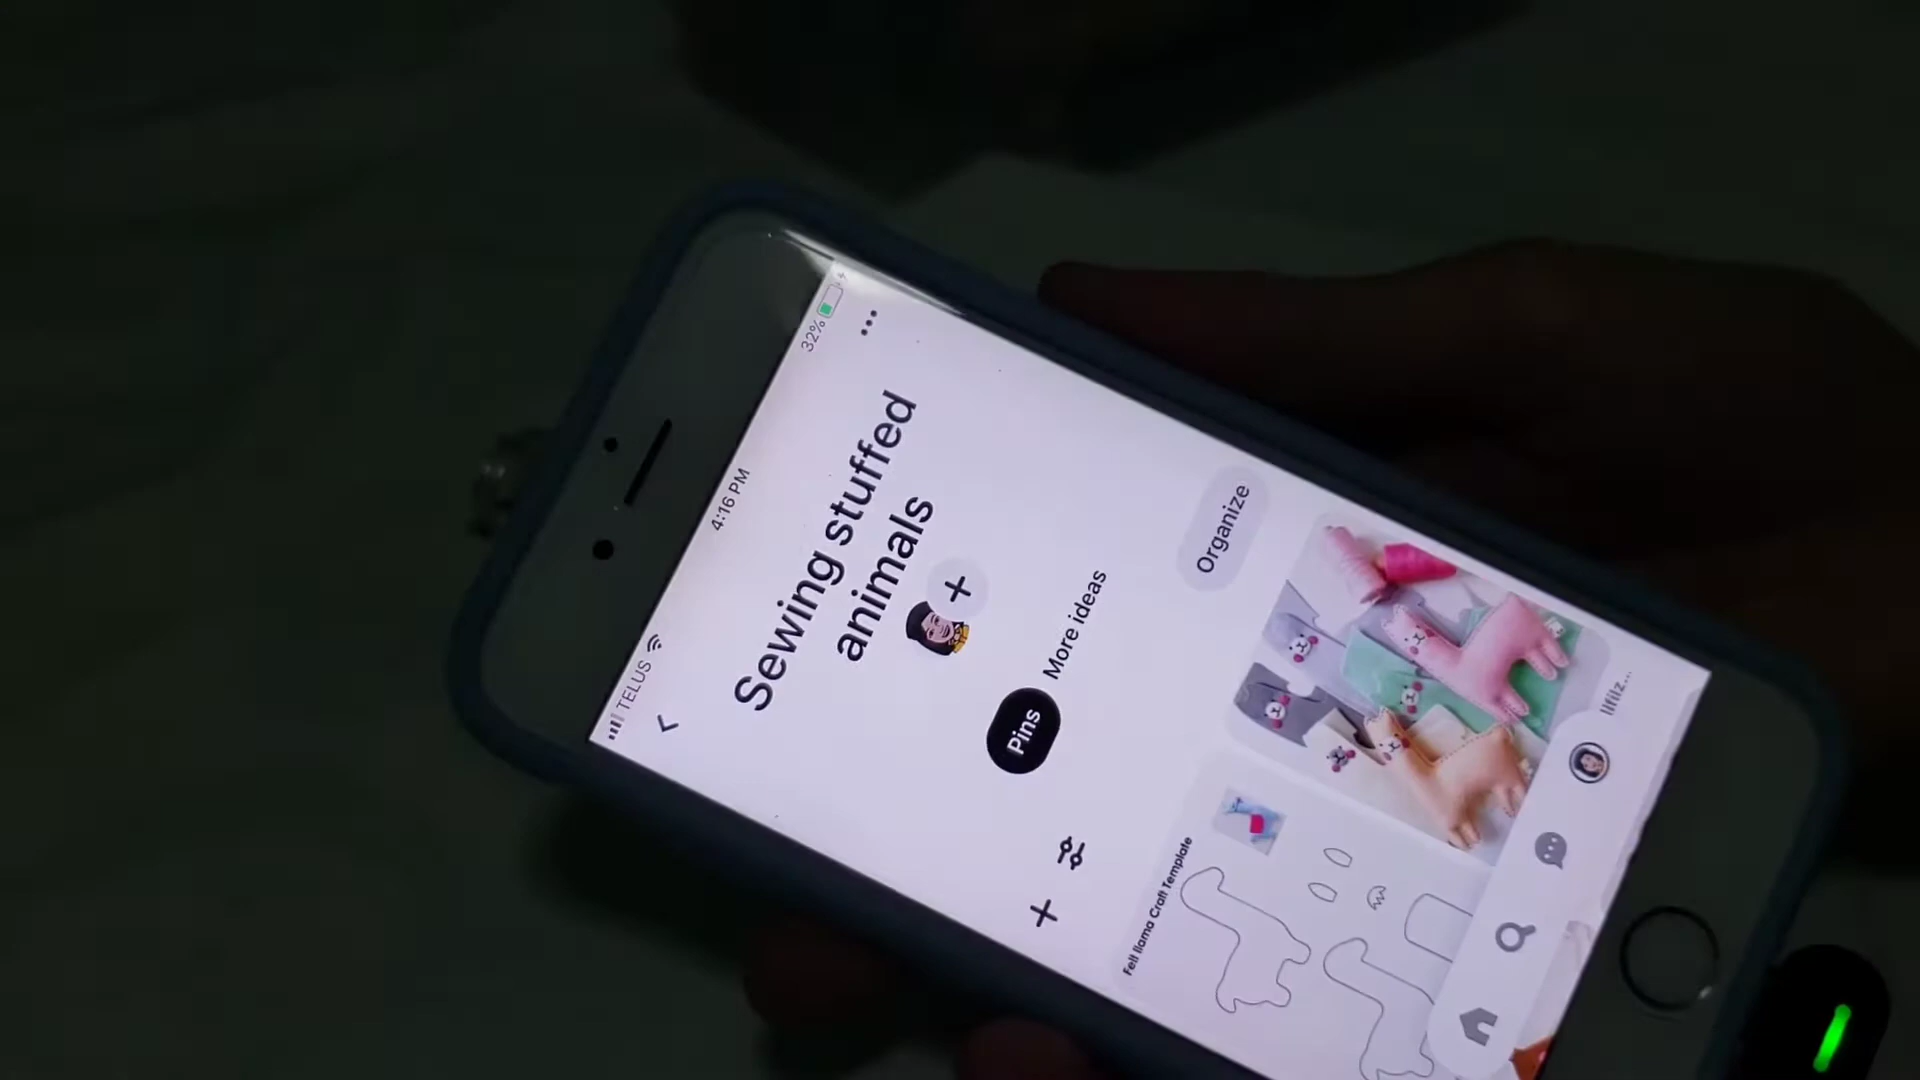 TELUS
4:16 PM
32%
Sewing stuffed
animals
Pins
More ideas
Organize
Felt llama Craft Template